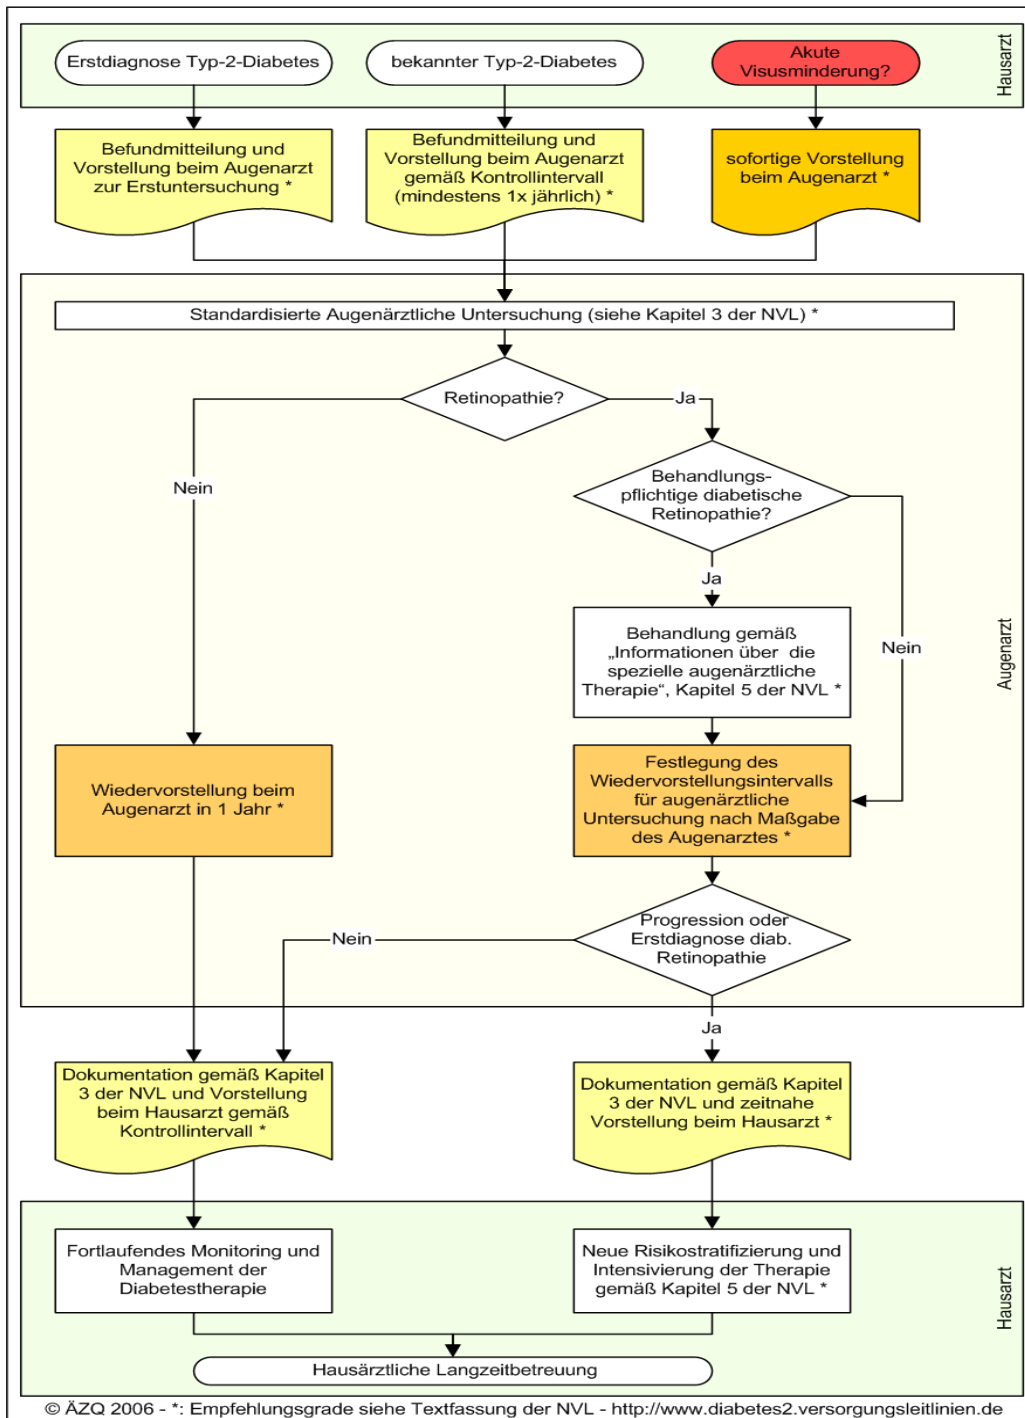 Erstdiagnose Typ-2-Diabetes
bekannter Typ-2-Diabetes
Akute
Visusminderung?
Hausarzt
Befundmitteilung und
Vorstellung beim Augenarzt
zur Erstuntersuchung *
Befundmitteilung und
Vorstellung beim Augenarzt
gemäß Kontrollintervall
(mindestens 1x jährlich) *
sofortige Vorstellung
beim Augenarzt *
Standardisierte Augenärztliche Untersuchung (siehe Kapitel 3 der NVL) *
Retinopathie?
Ja
Nein
Behandlungs-
pflichtige diabetische
Retinopathie?
Ja
Nein
Behandlung gemäß
„Informationen über die
spezielle augenärztliche
Therapie“, Kapitel 5 der NVL *
Augenarzt
Wiedervorstellung beim
Augenarzt in 1 Jahr *
Festlegung des
Wiedervorstellungsintervalls
für augenärztliche
Untersuchung nach Maßgabe
des Augenarztes *
Progression oder
Erstdiagnose diab.
Retinopathie
Nein
Ja
Dokumentation gemäß Kapitel
3 der NVL und Vorstellung
beim Hausarzt gemäß
Kontrollintervall *
Dokumentation gemäß Kapitel
3 der NVL und zeitnahe
Vorstellung beim Hausarzt *
Fortlaufendes Monitoring und
Management der
Diabetestherapie
Neue Risikostratifizierung und
Intensivierung der Therapie
gemäß Kapitel 5 der NVL *
Hausarzt
Hausärztliche Langzeitbetreuung
© ÄZQ 2006 - *: Empfehlungsgrade siehe Textfassung der NVL - http://www.diabetes2.versorgungsleitlinien.de